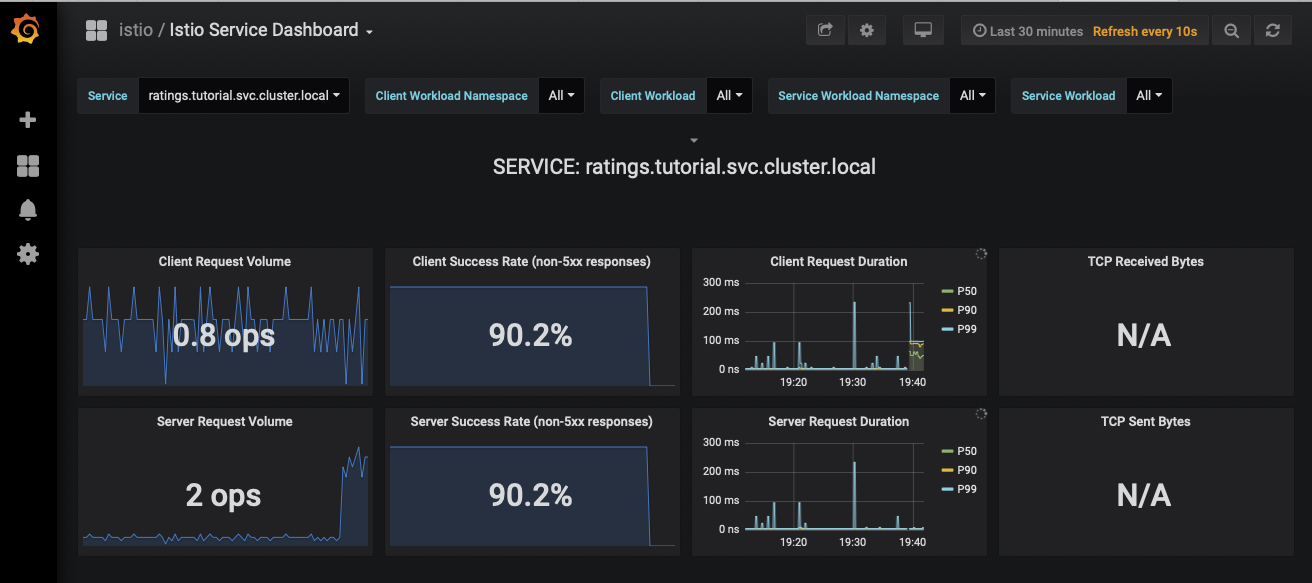 istio / Istio Service Dashboard
Last 30 minutes Refresh every 10s
Service ratings.tutorial.svc.cluster.local Client Workload Namespace All Client Workload All Service Workload Namespace All Service Workload All
SERVICE: ratings.tutorial.svc.cluster.local
Client Request Volume
0.8 ops
Client Success Rate (non-5xx responses)
90.2%
Client Request Duration
300 ms
200 ms
100 ms
0 ns
19:20 19:30 19:40
P50
P90
P99
TCP Received Bytes
N/A
Server Request Volume
2 ops
Server Success Rate (non-5xx responses)
90.2%
Server Request Duration
300 ms
200 ms
100 ms
0 ns
19:20 19:30 19:40
P50
P90
P99
TCP Sent Bytes
N/A